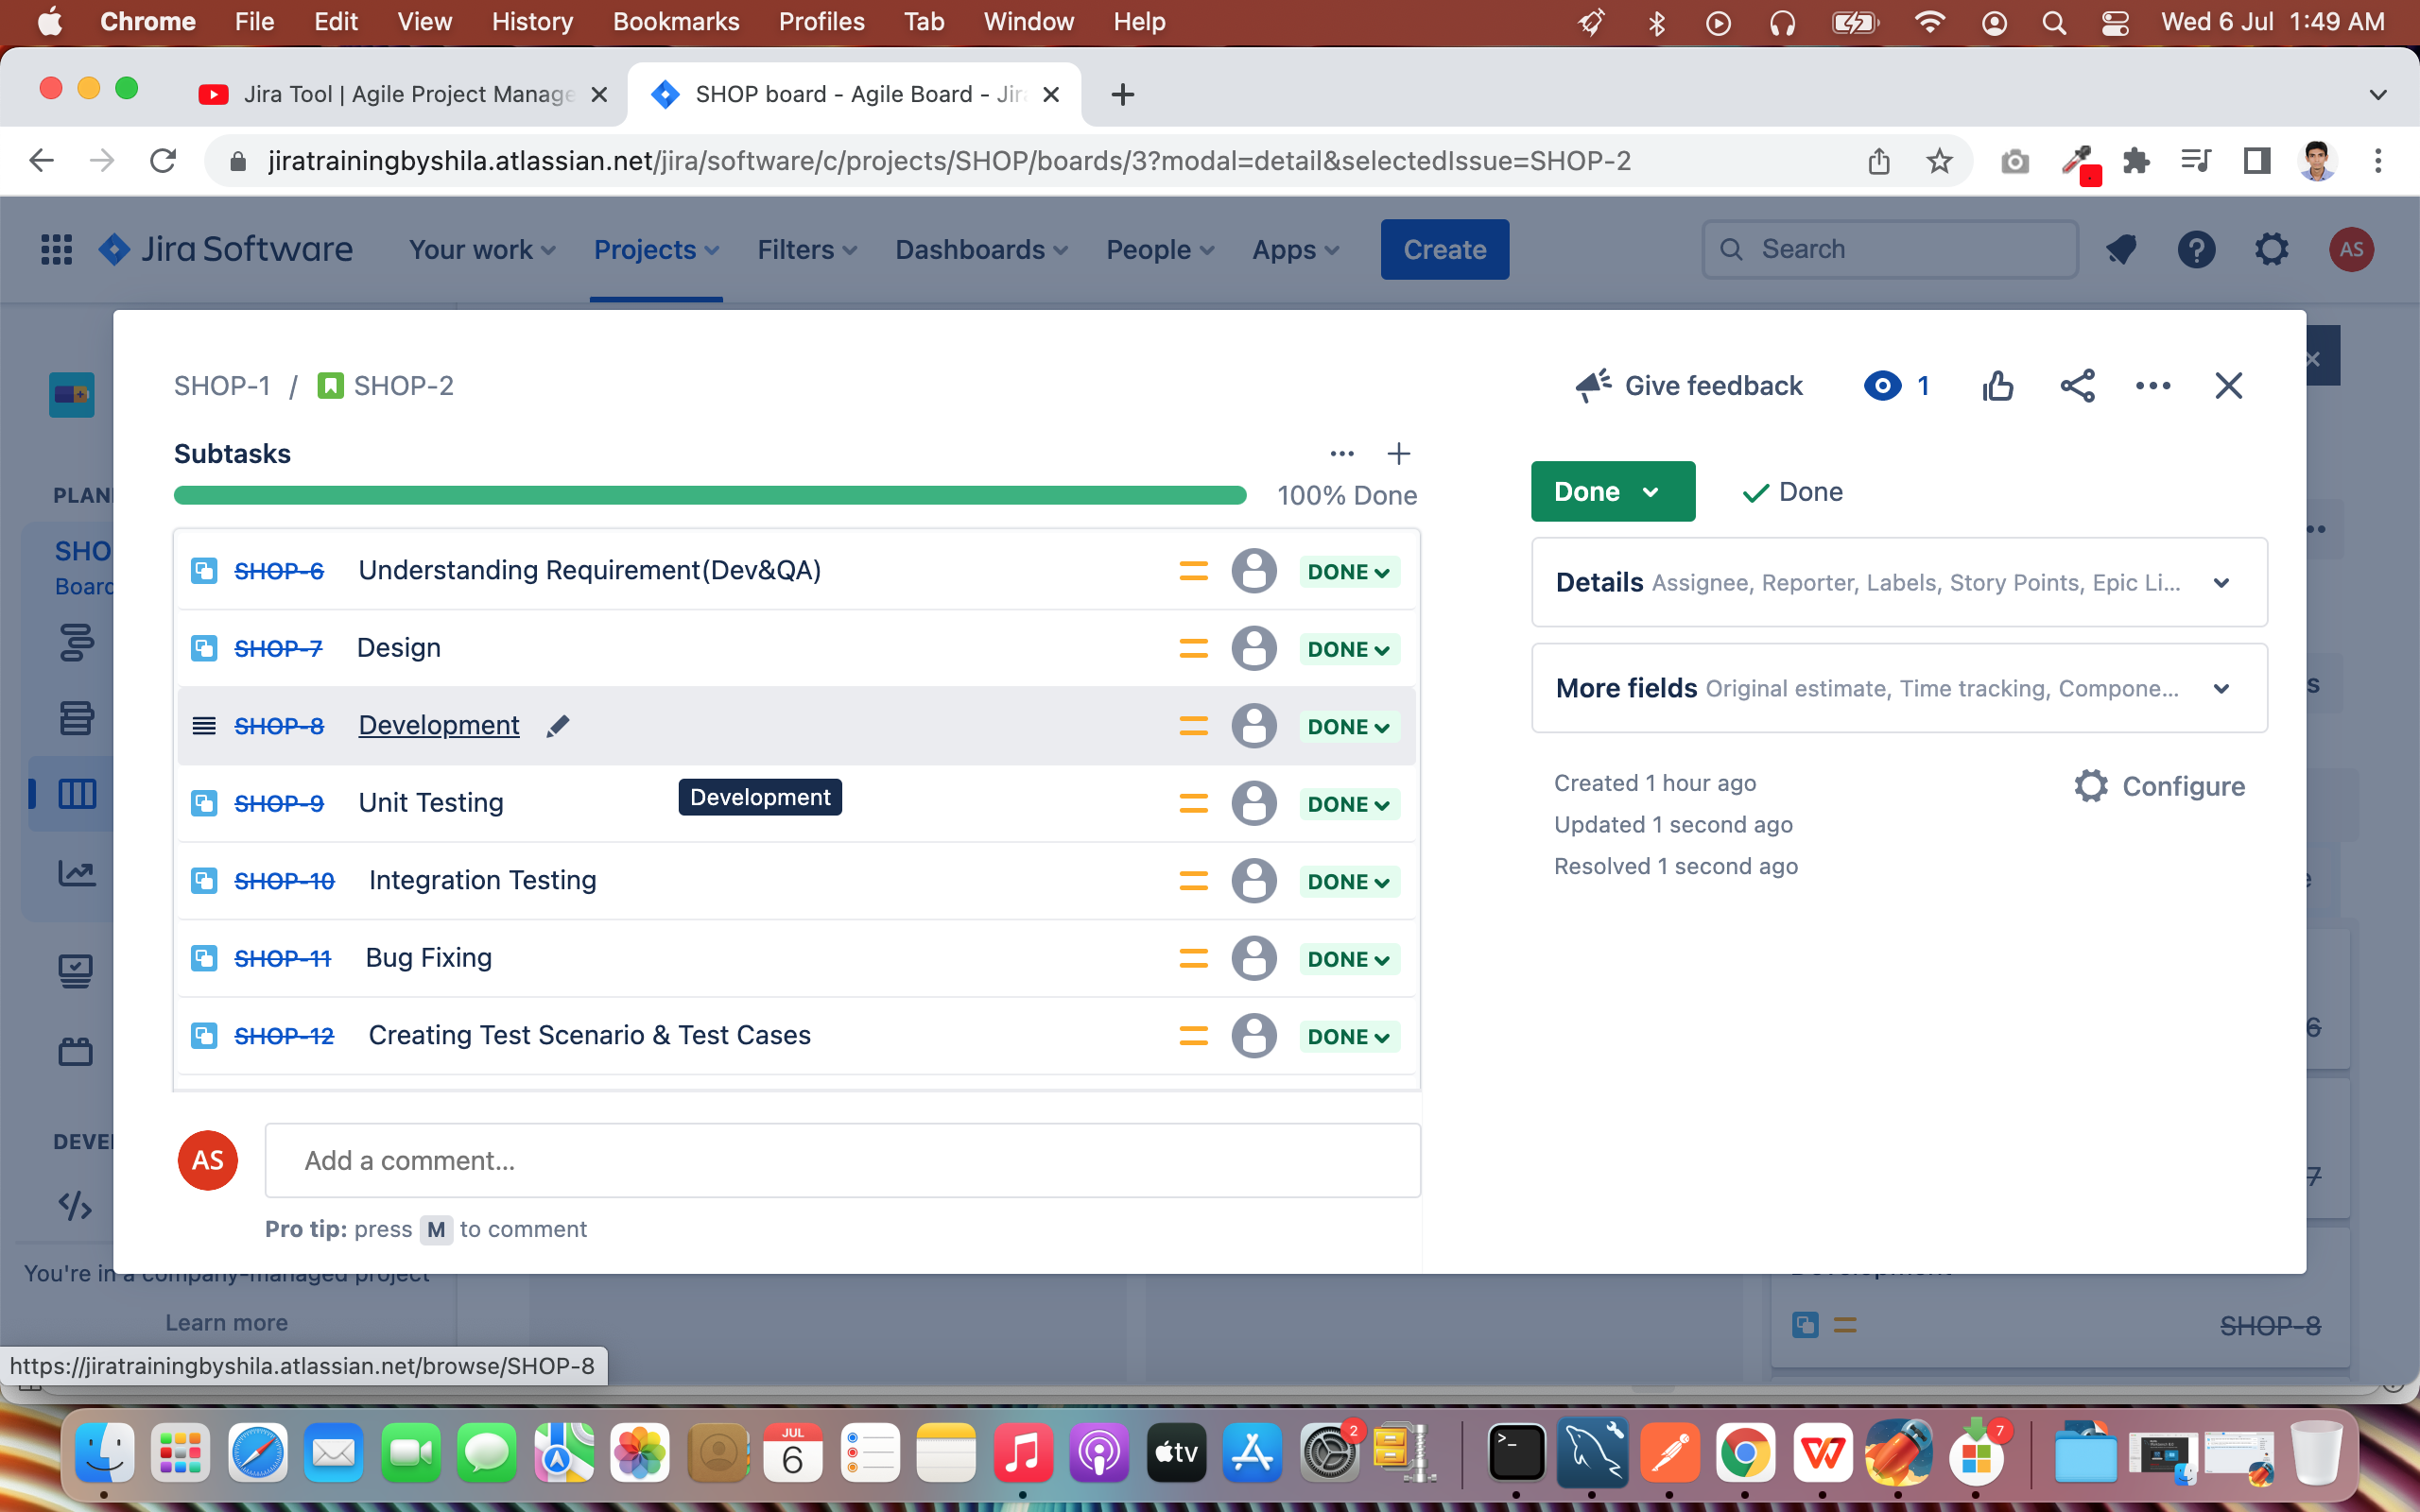 Chrome File Edit View History Bookmarks Profiles Tab Window Help Wed 6 Jul 1:49 AM
Jira Tool | Agile Project Manage
SHOP board - Agile Board - Jir
jiratrainingbyshila.atlassian.net/jira/software/c/projects/SHOP/boards/3?modal=detail&selectedIssue=SHOP-2
Jira Software Your work Projects Filters Dashboards People Apps Create Search AS
SHOP-1 / SHOP-2 Give feedback 1
Subtasks
100% Done
Done Done
PLAN
SHO
Board
SHOP-6 Understanding Requirement(Dev&QA) DONE
SHOP-7 Design DONE
SHOP-8 Development DONE
SHOP-9 Unit Testing DONE
Development
SHOP-10 Integration Testing DONE
SHOP-11 Bug Fixing DONE
SHOP-12 Creating Test Scenario & Test Cases DONE
Details Assignee, Reporter, Labels, Story Points, Epic Li...
More fields Original estimate, Time tracking, Compone...
Created 1 hour ago
Updated 1 second ago
Resolved 1 second ago
Configure
DEVE
AS Add a comment...
Pro tip: press M to comment
You're in a company-managed project
Learn more
SHOP-8
https://jiratrainingbyshila.atlassian.net/browse/SHOP-8
JUL
6
tv
2
7